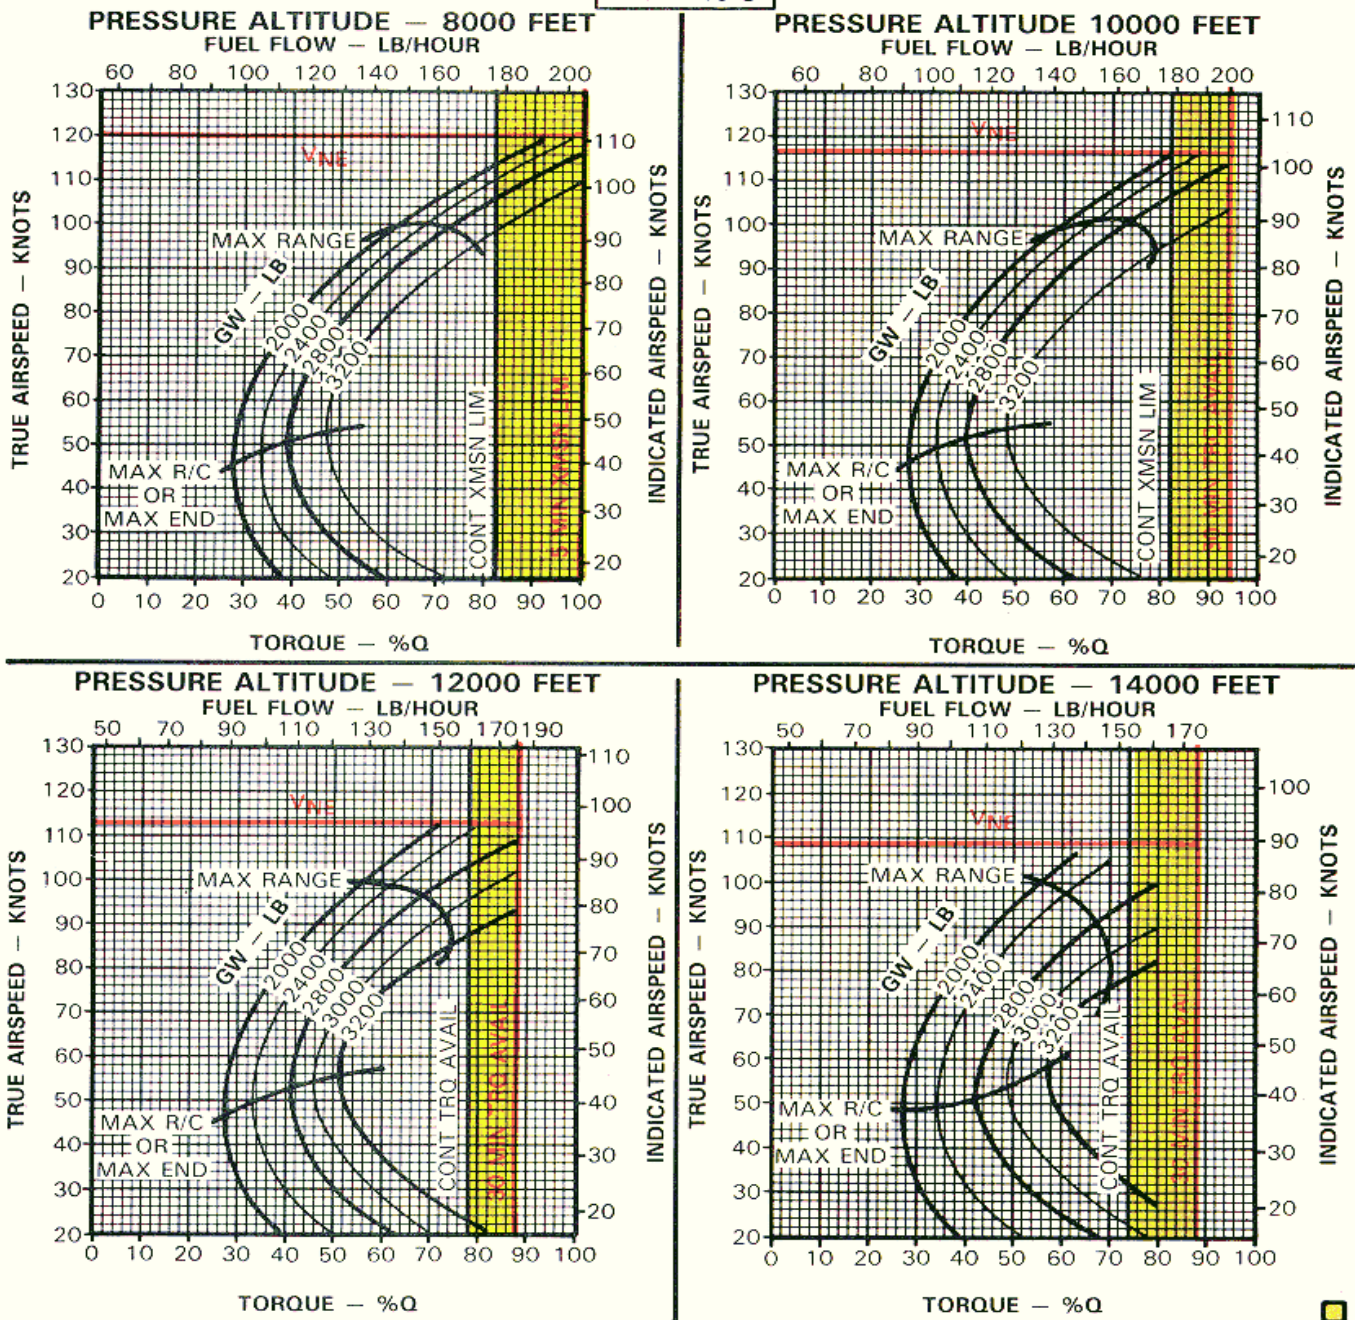 PRESSURE ALTITUDE — 8000 FEET
FUEL FLOW — LB/HOUR
60 80 90 100 120 140 160 180 200
130
120
110
100
90
80
70
60
50
40
30
20
TRUE AIRSPEED — KNOTS
VNE
MAX RANGE
GW — LB
2000
2400
2800
3200
MAX R/C
OR
MAX END
CONT XMSN LIM
5 MIN XMSN LIM
110
100
90
80
70
60
50
40
30
20
INDICATED AIRSPEED — KNOTS
0 10 20 30 40 50 60 70 80 90 100
TORQUE — %Q
PRESSURE ALTITUDE 10000 FEET
FUEL FLOW — LB/HOUR
60 80 100 120 140 160 180 200
130
120
110
100
90
80
70
60
50
40
30
20
TRUE AIRSPEED — KNOTS
VNE
MAX RANGE
GW — LB
2000
2400
2800
3200
MAX R/C
OR
MAX END
CONT XMSN LIM
30 MIN TRQ AVAL
110
100
90
80
70
60
50
40
30
20
INDICATED AIRSPEED — KNOTS
0 10 20 30 40 50 60 70 80 90 100
TORQUE — %Q
PRESSURE ALTITUDE — 12000 FEET
FUEL FLOW — LB/HOUR
50 70 90 110 130 150 170 190
130
120
110
100
90
80
70
60
50
40
30
20
TRUE AIRSPEED — KNOTS
VNE
MAX RANGE
GW — LB
2000
2400
2800
3000
3200
MAX R/C
OR
MAX END
CONT TRQ AVAIL
30 MIN TRQ AVAL
110
100
90
80
70
60
50
40
30
20
INDICATED AIRSPEED — KNOTS
0 10 20 30 40 50 60 70 80 90 100
TORQUE — %Q
PRESSURE ALTITUDE — 14000 FEET
FUEL FLOW — LB/HOUR
50 70 90 110 130 150 170
130
120
110
100
90
80
70
60
50
40
30
20
TRUE AIRSPEED — KNOTS
VNE
MAX RANGE
GW — LB
2000
2400
2800
3000
3200
MAX R/C
OR
MAX END
CONT TRQ AVAIL
30 MIN TRQ AVAL
100
90
80
70
60
50
40
30
20
INDICATED AIRSPEED — KNOTS
0 10 20 30 40 50 60 70 80 90 100
TORQUE — %Q